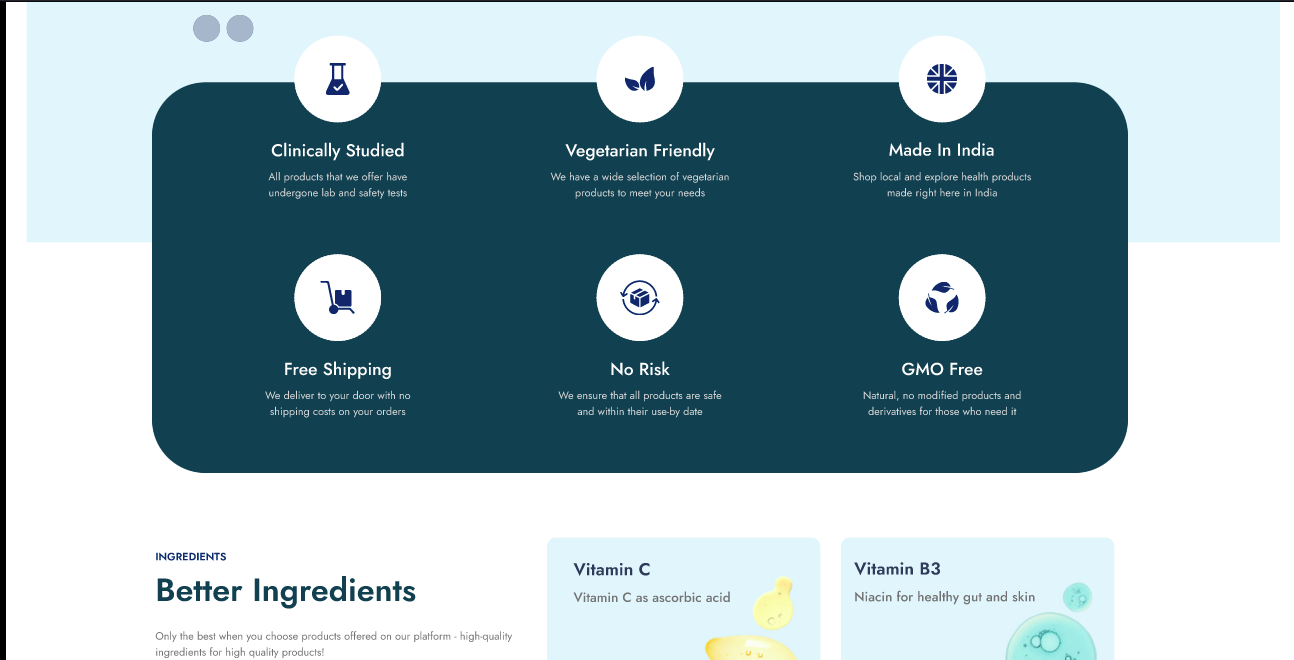 Clinically Studied
All products that we offer have
undergone lab and safety tests
Vegetarian Friendly
We have a wide selection of vegetarian
products to meet your needs
Made In India
Shop local and explore health products
made right here in India
Free Shipping
We deliver to your door with no
shipping costs on your orders
No Risk
We ensure that all products are safe
and within their use-by date
GMO Free
Natural, no modified products and
derivatives for those who need it
INGREDIENTS
Better Ingredients
Only the best when you choose products offered on our platform - high-quality
ingredients for high quality products!
Vitamin C
Vitamin C as ascorbic acid
Vitamin B3
Niacin for healthy gut and skin